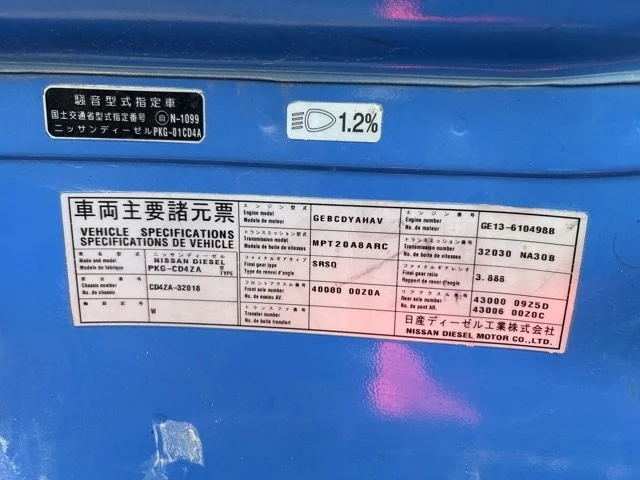 騒音型式指定車
国土交通省型式指定番号 自 N-1099
ニッサンディーゼル PKG-01CD4A
1.2%
車両主要諸元票
VEHICLE SPECIFICATIONS
SPECIFICATIONS DE VEHICLE
ニッサンディーゼル
Make and model NISSAN DIESEL
Modele de fabrique PKG-CD4ZA 型 TYPE
車台番号
Chassis number CD4ZA-32018
No. de chassis
W
エンジン型式
Engine model GEBCDYAHAV
Modele de moteur
トランスミッション型式
Transmission model MPT20A8ARC
Modele de boite de vitesses
ファイナルギアタイプ
Final gear type SRSQ
Type de renvoi d'angle
フロントアクスル番号
Front axle number 40000 00Z0A
No. de essieu AV.
トランスファ番号
Transfer number
No. de boite transfert
エンジン番号
Engine number GE13-610498B
No. de moteur
トランスミッション番号
Transmission number 32030 NA30B
No. de boite de vitesses
ファイナルギアレシオ
Final gear ratio 3.888
Rapport de renvoi d'angle
リアアクスル番号
Rear axle number 43000 09Z5D
No. de pont AR. 43006 00Z0C
日産ディーゼル工業株式会社
NISSAN DIESEL MOTOR CO.,LTD.